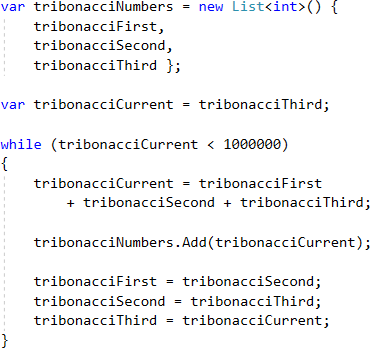 var tribonacciNumbers = new List<int>() {
    tribonacciFirst,
    tribonacciSecond,
    tribonacciThird };

var tribonacciCurrent = tribonacciThird;

while (tribonacciCurrent < 1000000)
{
    tribonacciCurrent = tribonacciFirst
        + tribonacciSecond + tribonacciThird;

    tribonacciNumbers.Add(tribonacciCurrent);

    tribonacciFirst = tribonacciSecond;
    tribonacciSecond = tribonacciThird;
    tribonacciThird = tribonacciCurrent;
}